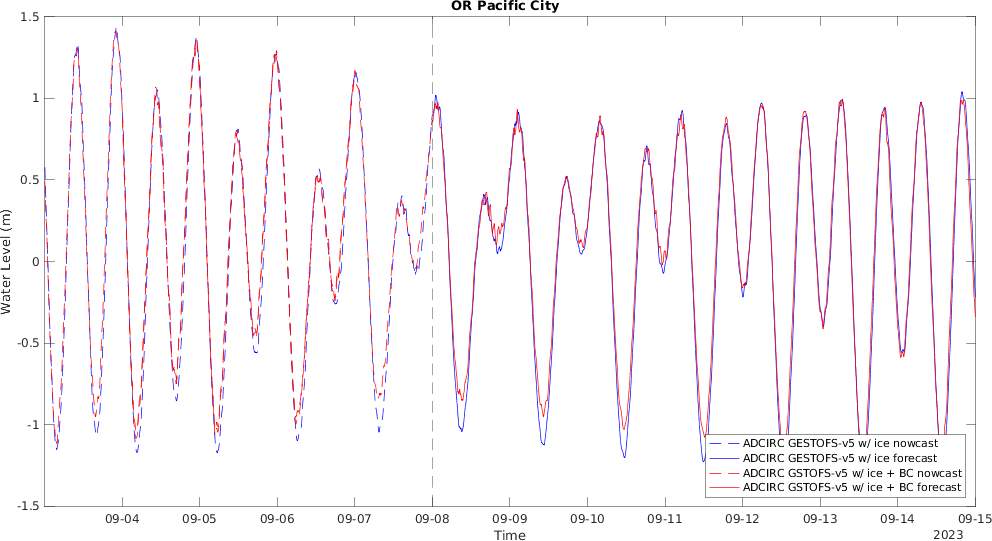 OR Pacific City
1.5
1
0.5
0
-0.5
-1
-1.5
Water Level (m)
ADCIRC GESTOFS-v5 w/ ice nowcast
ADCIRC GESTOFS-v5 w/ ice forecast
ADCIRC GSTOFS-v5 w/ ice + BC nowcast
ADCIRC GSTOFS-v5 w/ ice + BC forecast
09-04 09-05 09-06 09-07 09-08 09-09 09-10 09-11 09-12 09-13 09-14 09-15
Time
2023